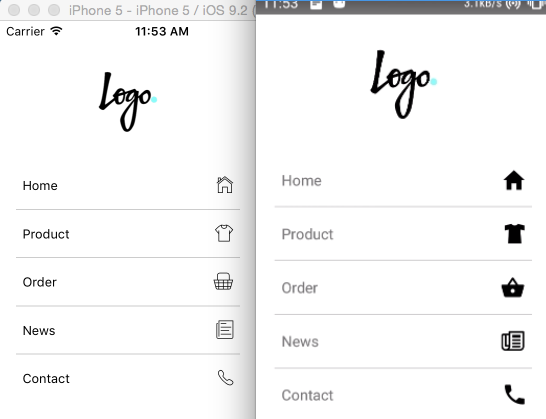 iPhone 5 - iPhone 5 / iOS 9.2 (
Carrier 11:53 AM
Logo.
Home
Product
Order
News
Contact
11:53 3.1KB/s
Logo.
Home
Product
Order
News
Contact